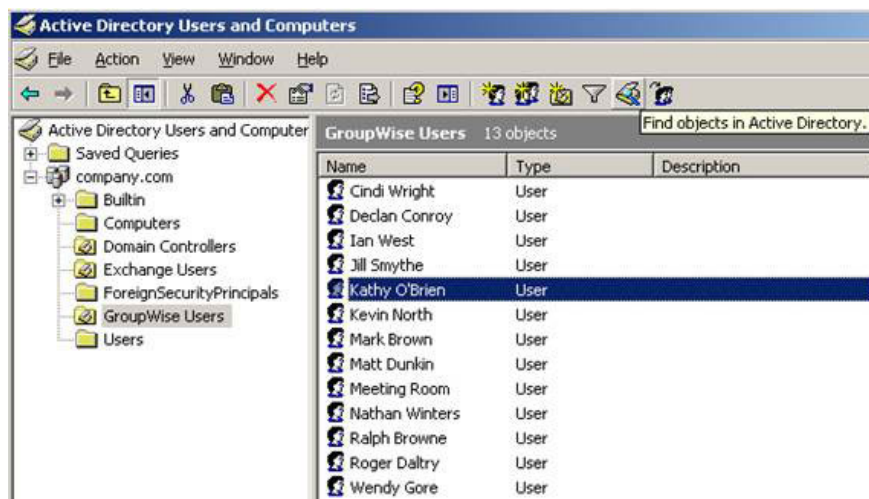 Active Directory Users and Computers
File Action View Window Help
Find objects in Active Directory.
Active Directory Users and Computer
Saved Queries
company.com
Builtin
Computers
Domain Controllers
Exchange Users
ForeignSecurityPrincipals
GroupWise Users
Users
GroupWise Users 13 objects
Name Type Description
Cindi Wright User
Declan Conroy User
Ian West User
Jill Smythe User
Kathy O'Brien User
Kevin North User
Mark Brown User
Matt Dunkin User
Meeting Room User
Nathan Winters User
Ralph Browne User
Roger Daltry User
Wendy Gore User